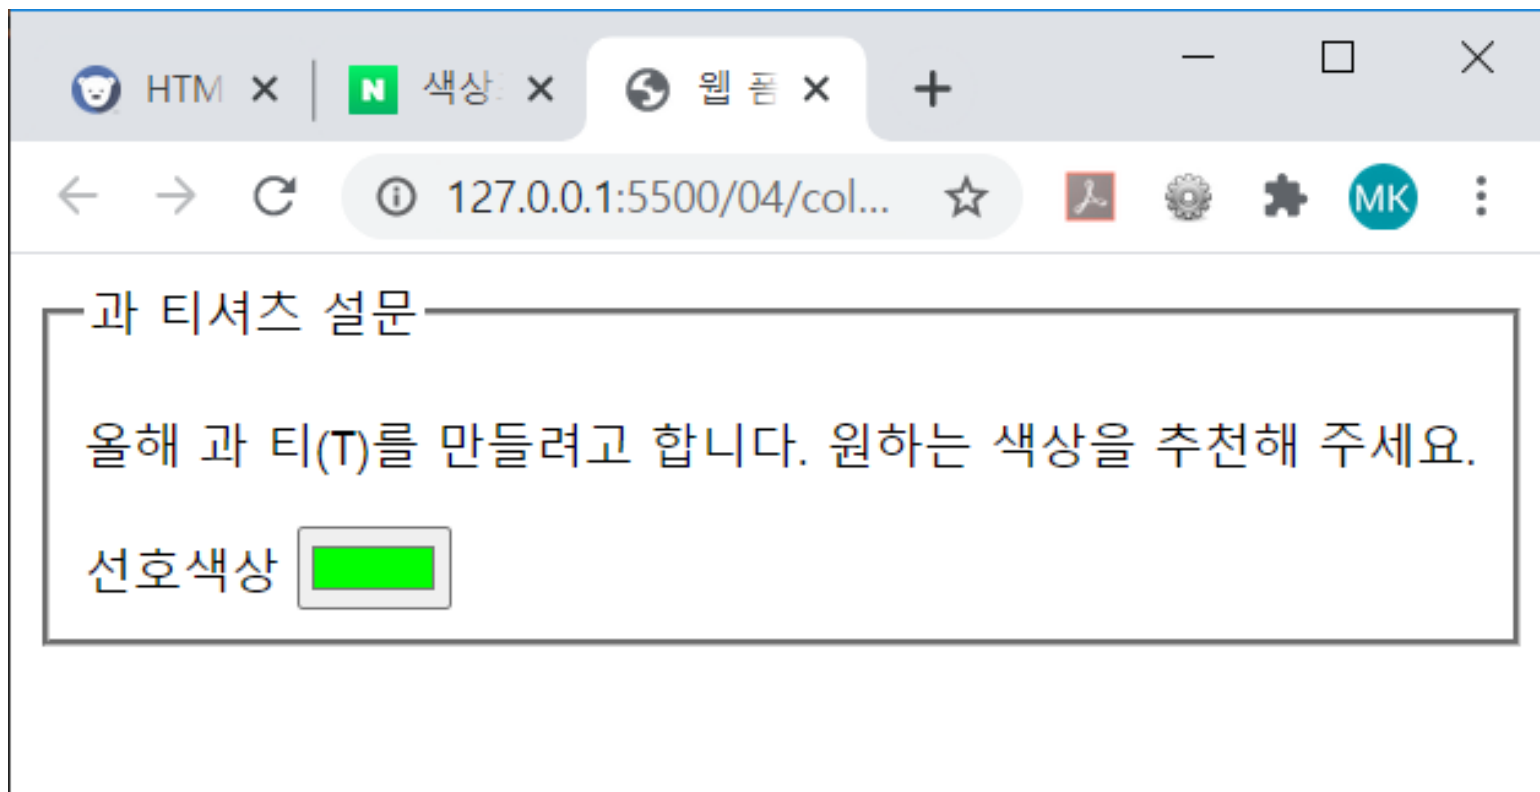 HTM
N 색상
웹 폼
127.0.0.1:5500/04/col...
MK
과 티셔츠 설문
올해 과 티(T)를 만들려고 합니다. 원하는 색상을 추천해 주세요.
선호색상